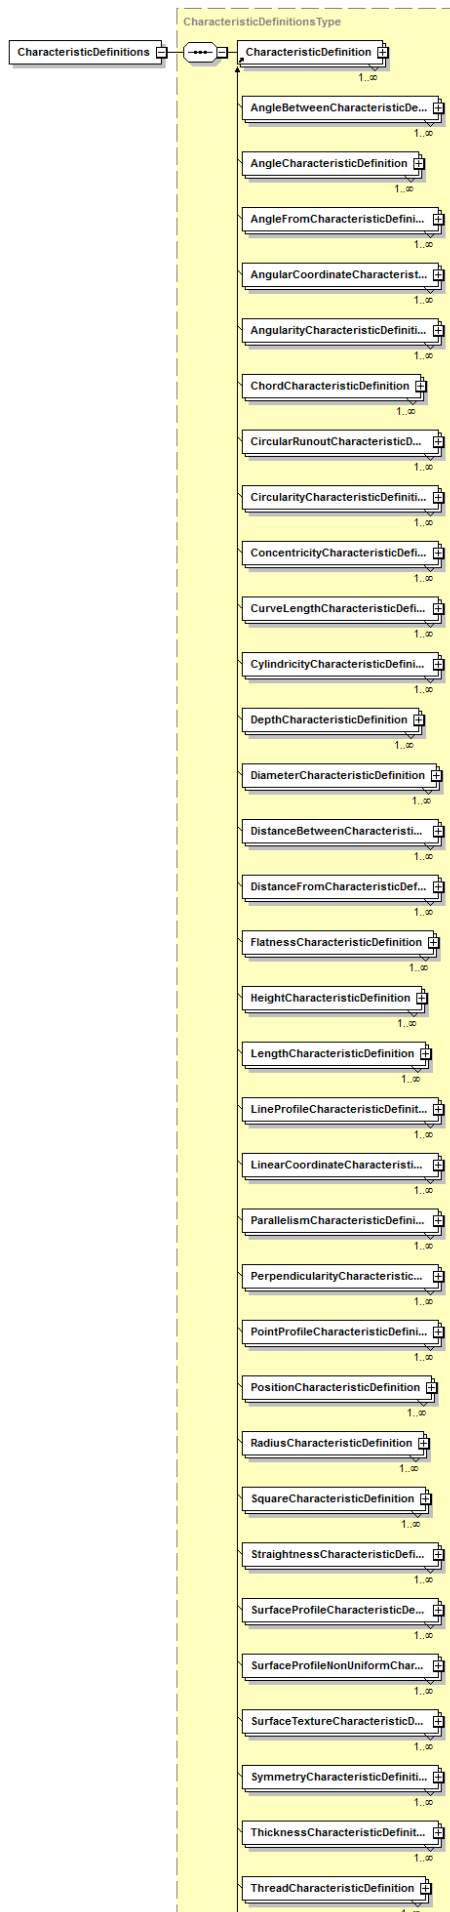 CharacteristicDefinitionsType
CharacteristicDefinitions
CharacteristicDefinition
1..∞
AngleBetweenCharacteristicDe...
1..∞
AngleCharacteristicDefinition
1..∞
AngleFromCharacteristicDefini...
1..∞
AngularCoordinateCharacterist...
1..∞
AngularityCharacteristicDefiniti...
1..∞
ChordCharacteristicDefinition
1..∞
CircularRunoutCharacteristicD...
1..∞
CircularityCharacteristicDefiniti...
1..∞
ConcentricityCharacteristicDefi...
1..∞
CurveLengthCharacteristicDefi...
1..∞
CylindricityCharacteristicDefini...
1..∞
DepthCharacteristicDefinition
1..∞
DiameterCharacteristicDefinition
1..∞
DistanceBetweenCharacteristi...
1..∞
DistanceFromCharacteristicDef...
1..∞
FlatnessCharacteristicDefinition
1..∞
HeightCharacteristicDefinition
1..∞
LengthCharacteristicDefinition
1..∞
LineProfileCharacteristicDefinit...
1..∞
LinearCoordinateCharacteristi...
1..∞
ParallelismCharacteristicDefini...
1..∞
PerpendicularityCharacteristic...
1..∞
PointProfileCharacteristicDefini...
1..∞
PositionCharacteristicDefinition
1..∞
RadiusCharacteristicDefinition
1..∞
SquareCharacteristicDefinition
1..∞
StraightnessCharacteristicDefi...
1..∞
SurfaceProfileCharacteristicDe...
1..∞
SurfaceProfileNonUniformChar...
1..∞
SurfaceTextureCharacteristicD...
1..∞
SymmetryCharacteristicDefiniti...
1..∞
ThicknessCharacteristicDefinit...
1..∞
ThreadCharacteristicDefinition
1..∞